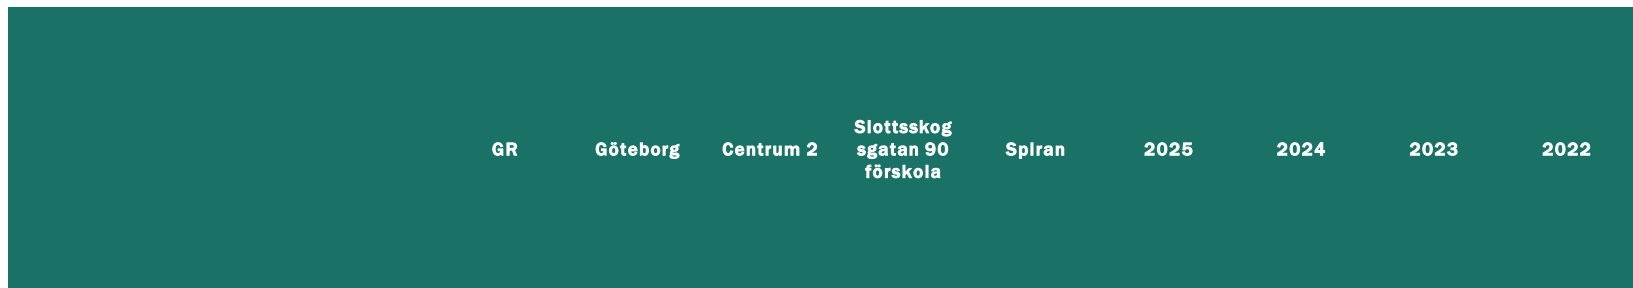 GR Göteborg Centrum 2 Slottsskog
sgatan 90
förskola Spiran 2025 2024 2023 2022